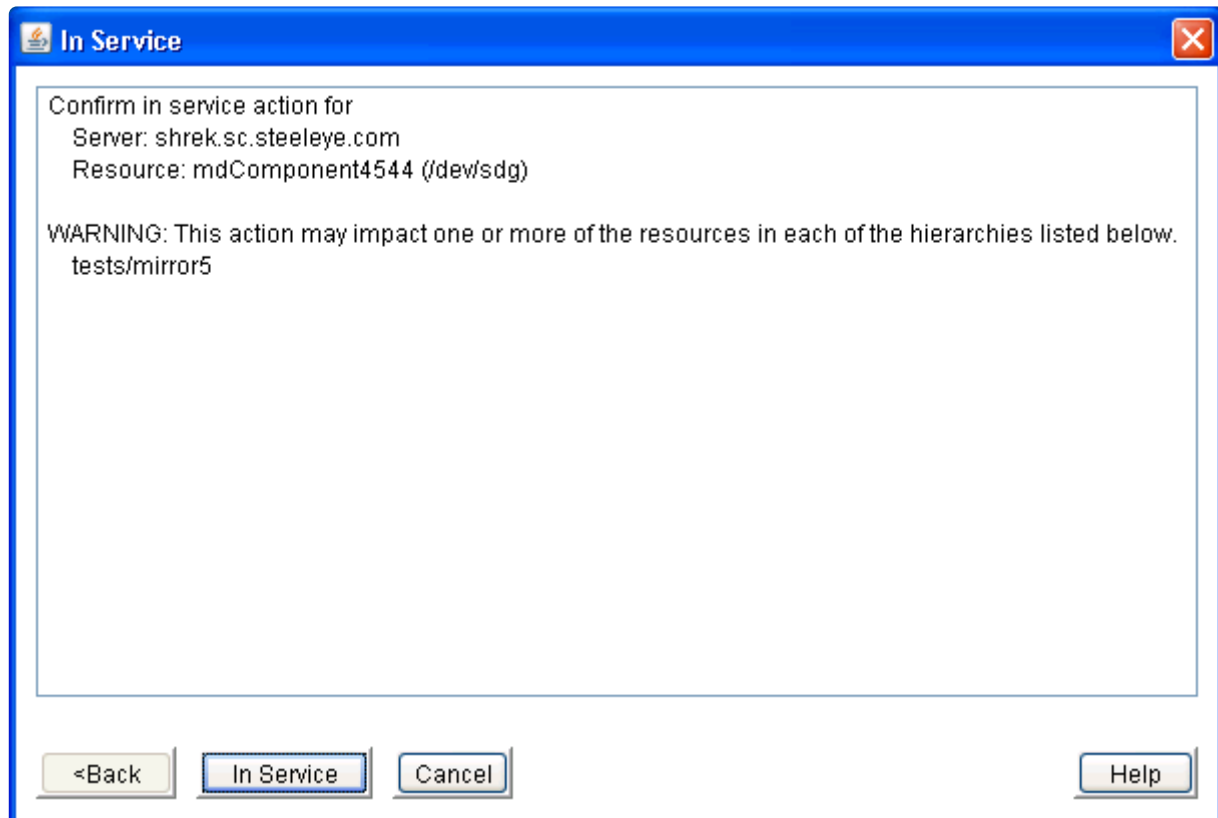 In Service
Confirm in service action for
Server: shrek.sc.steeleye.com
Resource: mdComponent4544 (/dev/sdg)
WARNING: This action may impact one or more of the resources in each of the hierarchies listed below.
tests/mirror5
<Back
In Service
Cancel
Help